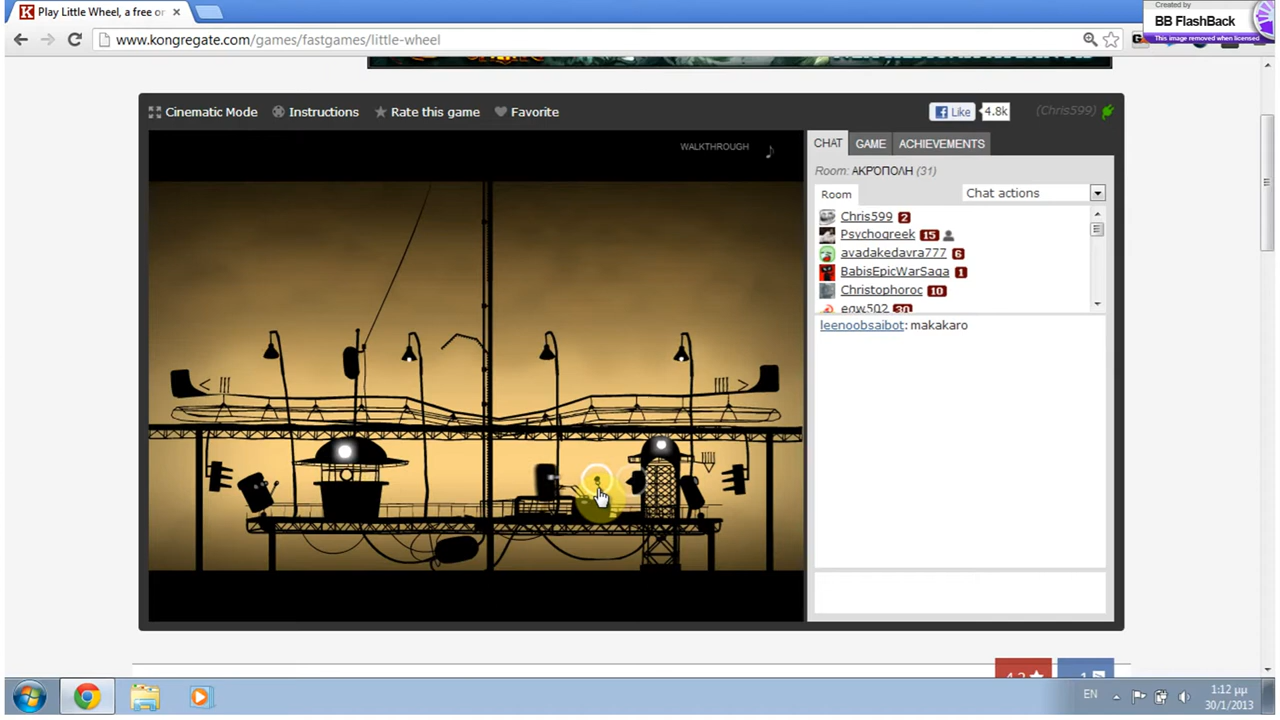 Created by
BB FlashBack
This image removed when licensed
Play Little Wheel, a free or
www.kongregate.com/games/fastgames/little-wheel
Cinematic Mode
Instructions
Rate this game
Favorite
Like
4.8k
(Chris599)
WALKTHROUGH
CHAT
GAME
ACHIEVEMENTS
Room: ΑΚΡΌΠΟΛΗ (31)
Room
Chat actions
Chris599 2
Psychogreek 15
avadakedavra777 6
BabisEpicWarSaga 1
Christophoroc 10
egw502 30
leenoobsaibot: makakaro
EN
1:12 μμ
30/1/2013